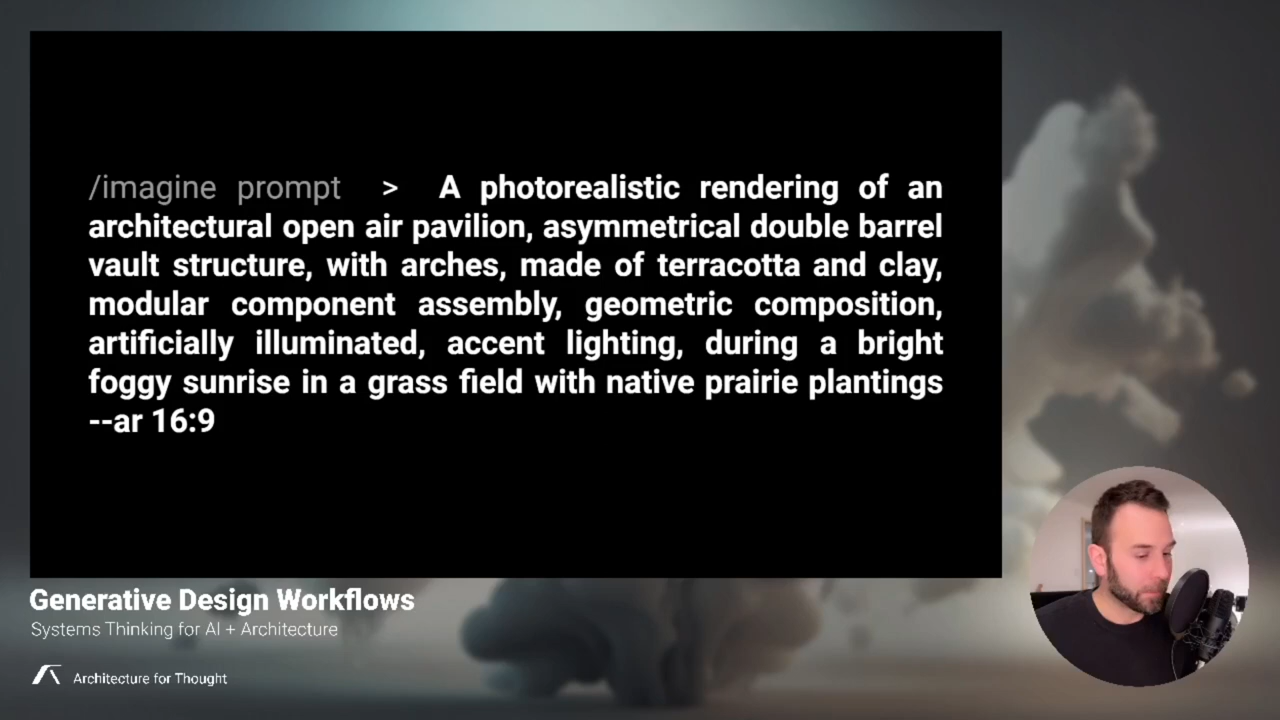 /imagine prompt > A photorealistic rendering of an
architectural open air pavilion, asymmetrical double barrel
vault structure, with arches, made of terracotta and clay,
modular component assembly, geometric composition,
artificially illuminated, accent lighting, during a bright
foggy sunrise in a grass field with native prairie plantings
--ar 16:9
Generative Design Workflows
Systems Thinking for AI + Architecture
Architecture for Thought